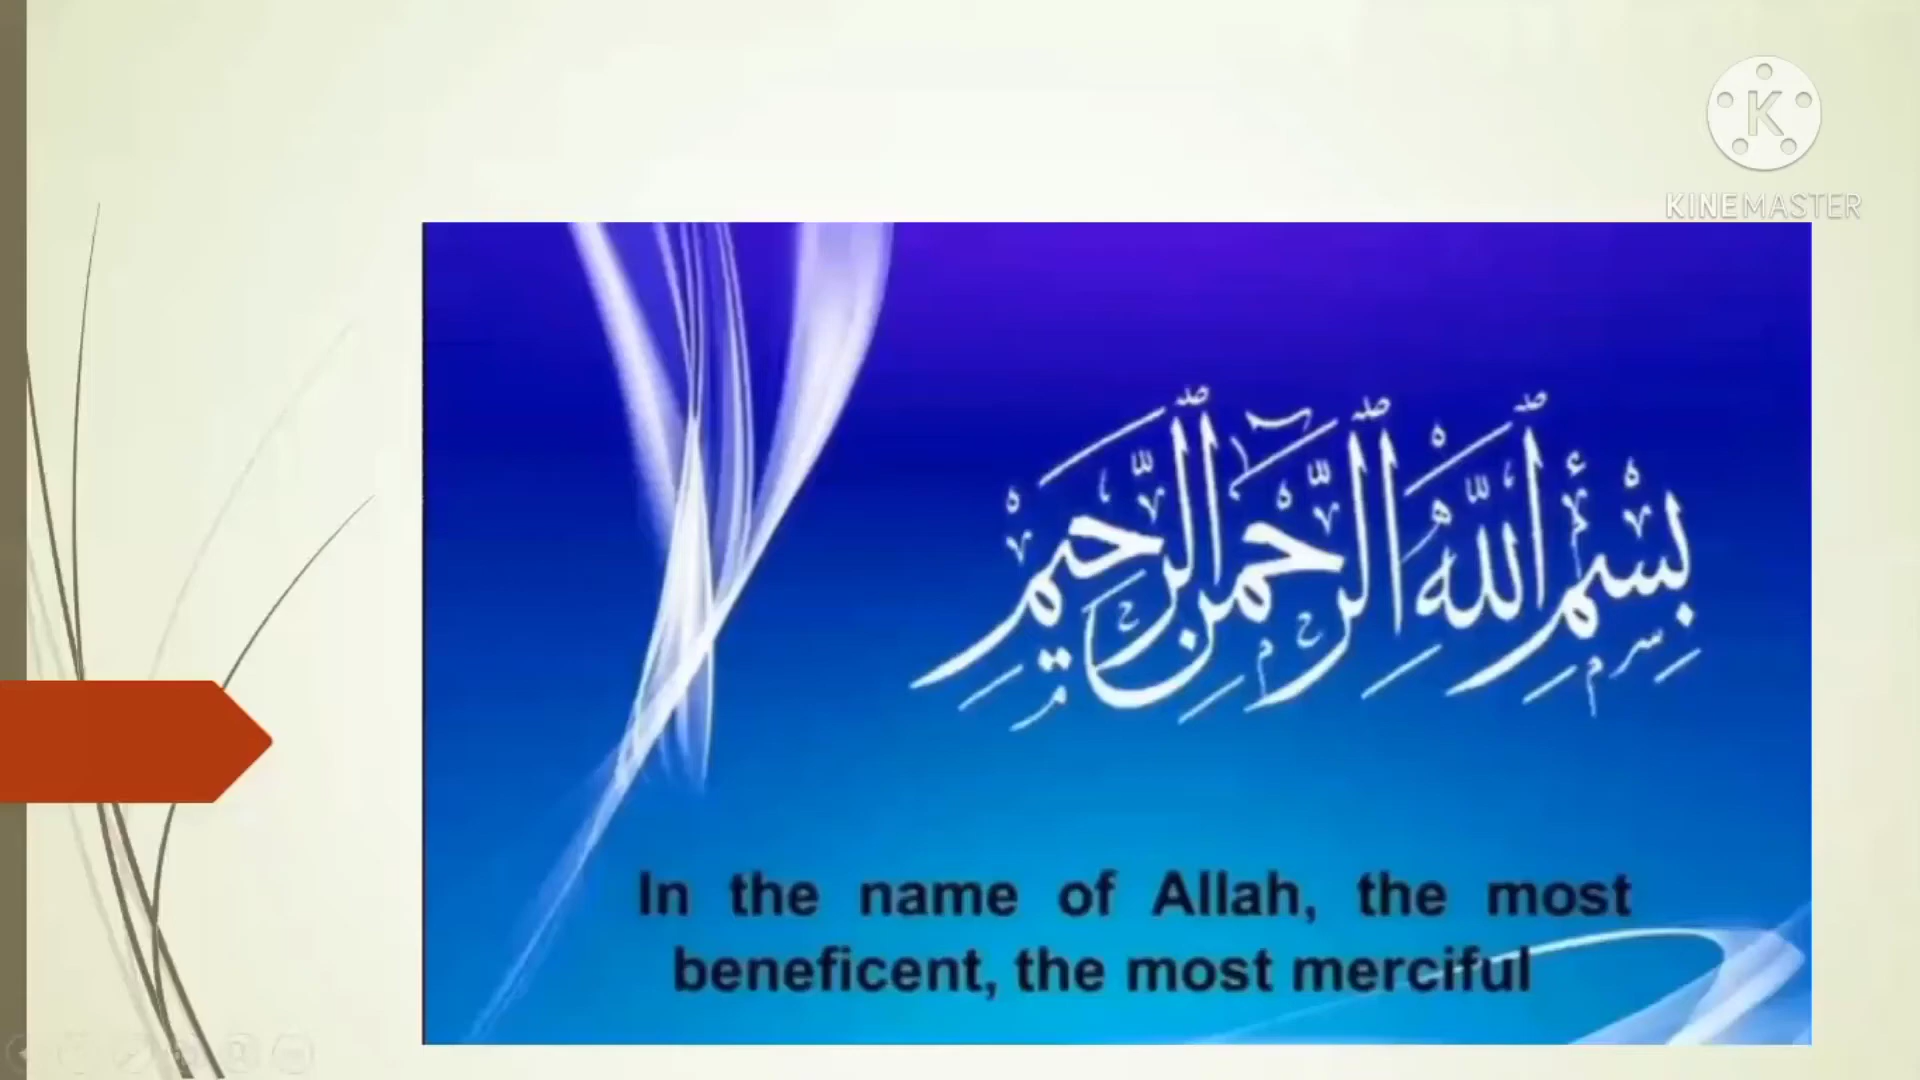 K
KINEMASTER
بِسْمِ ٱللَّهِ ٱلرَّحْمَٰنِ ٱلرَّحِيمِ
In the name of Allah, the most
beneficent, the most merciful